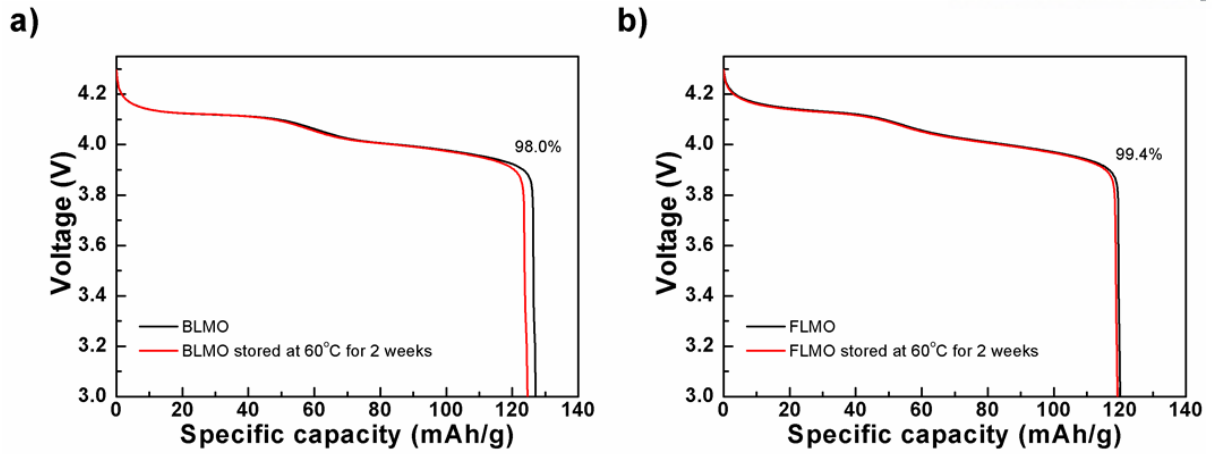 a)
Voltage (V)
4.2
4.0
3.8
3.6
3.4
3.2
3.0
98.0%
BLMO
BLMO stored at 60°C for 2 weeks
0 20 40 60 80 100 120 140
Specific capacity (mAh/g)
b)
Voltage (V)
4.2
4.0
3.8
3.6
3.4
3.2
3.0
99.4%
FLMO
FLMO stored at 60°C for 2 weeks
0 20 40 60 80 100 120 140
Specific capacity (mAh/g)